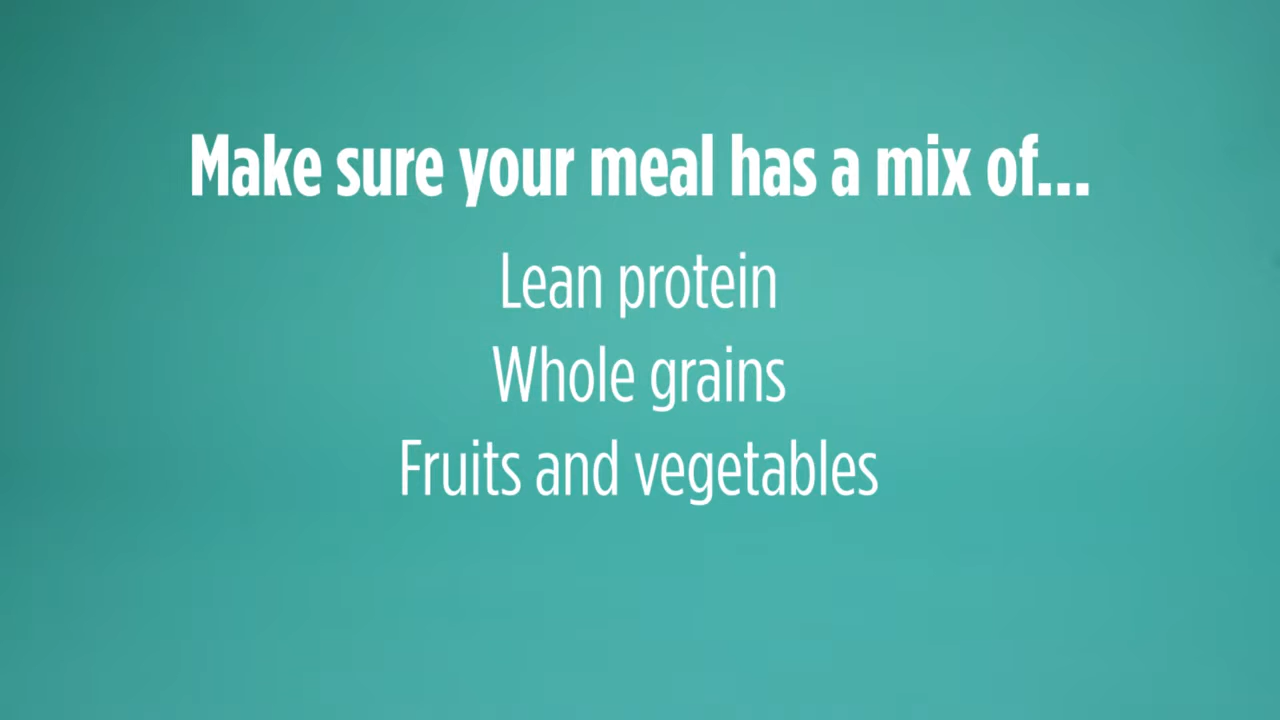 Make sure your meal has a mix of...
Lean protein
Whole grains
Fruits and vegetables